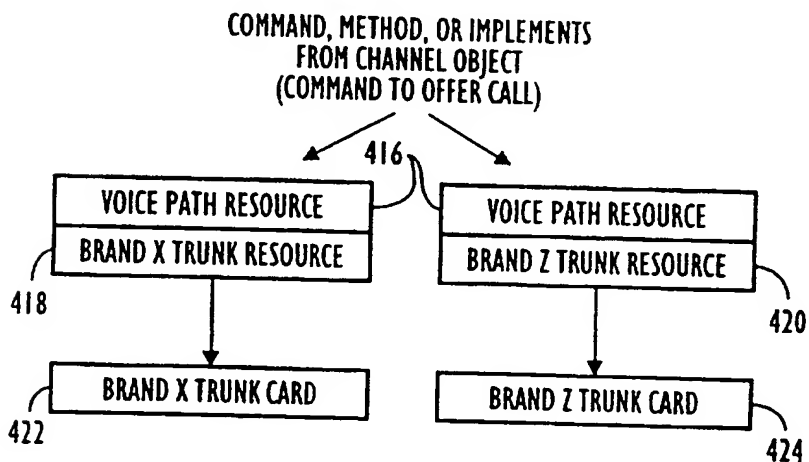 COMMAND, METHOD, OR IMPLEMENTS
FROM CHANNEL OBJECT
(COMMAND TO OFFER CALL)
416
VOICE PATH RESOURCE
VOICE PATH RESOURCE
BRAND X TRUNK RESOURCE
BRAND Z TRUNK RESOURCE
418
420
BRAND X TRUNK CARD
BRAND Z TRUNK CARD
422
424